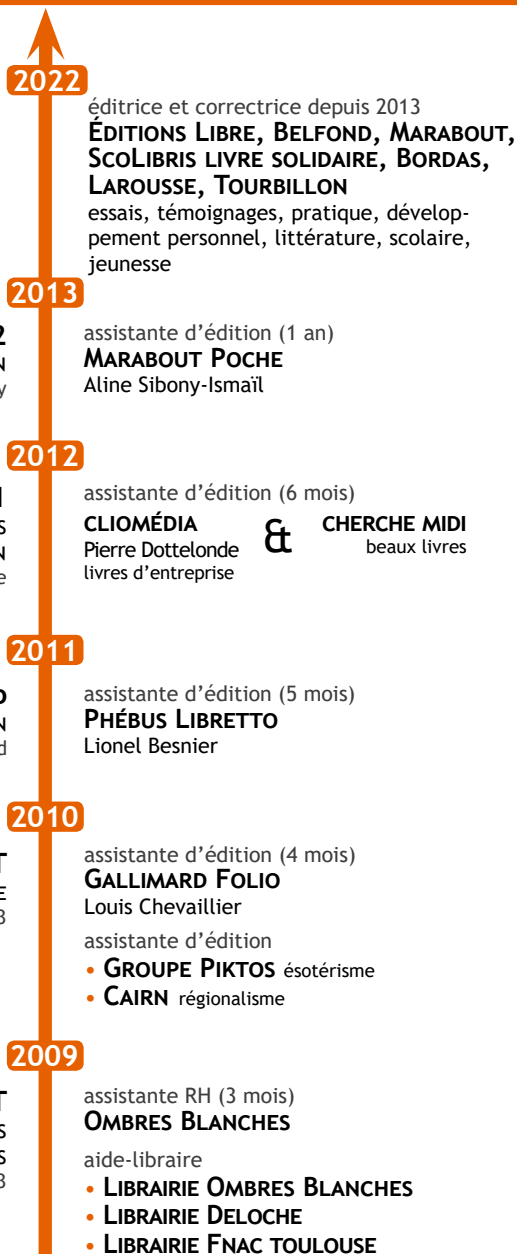 2022
éditrice et correctrice depuis 2013
ÉDITIONS LIBRE, BELFOND, MARABOUT,
SCOLIBRIS LIVRE SOLIDAIRE, BORDAS,
LAROUSSE, TOURBILLON
essais, témoignages, pratique, dévelop-
pement personnel, littérature, scolaire,
jeunesse
2013
2
N
y
assistante d’édition (1 an)
MARABOUT POCHE
Aline Sibony-Ismaïl
2012
S
N
e
assistante d’édition (6 mois)
CLIOMÉDIA & CHERCHE MIDI
Pierre Dottelonde beaux livres
livres d’entreprise
2011
N
d
assistante d’édition (5 mois)
PHÉBUS LIBRETTO
Lionel Besnier
2010
T
E
3
assistante d’édition (4 mois)
GALLIMARD FOLIO
Louis Chevaillier
assistante d’édition
• GROUPE PIKTOS ésotérisme
• CAIRN régionalisme
2009
T
S
S
3
assistante RH (3 mois)
OMBRES BLANCHES
aide-libraire
• LIBRAIRIE OMBRES BLANCHES
• LIBRAIRIE DELOCHE
• LIBRAIRIE FNAC TOULOUSE